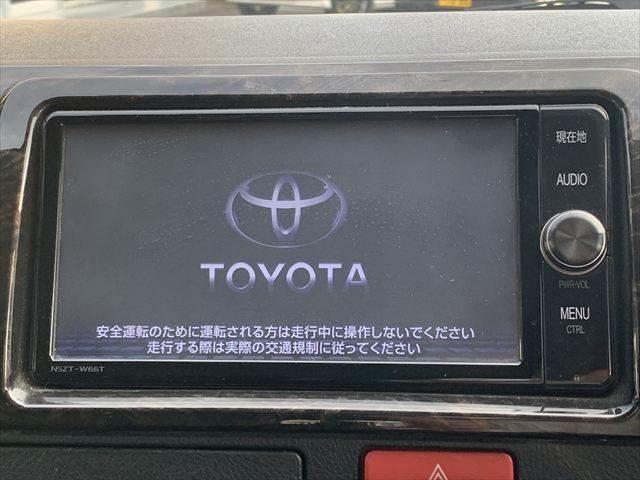 現在地
AUDIO
TOYOTA
PWR•VOL
安全運転のために運転される方は走行中に操作しないでください
走行する際は実際の交通規制に従ってください
MENU
CTRL
NSZT-W66T